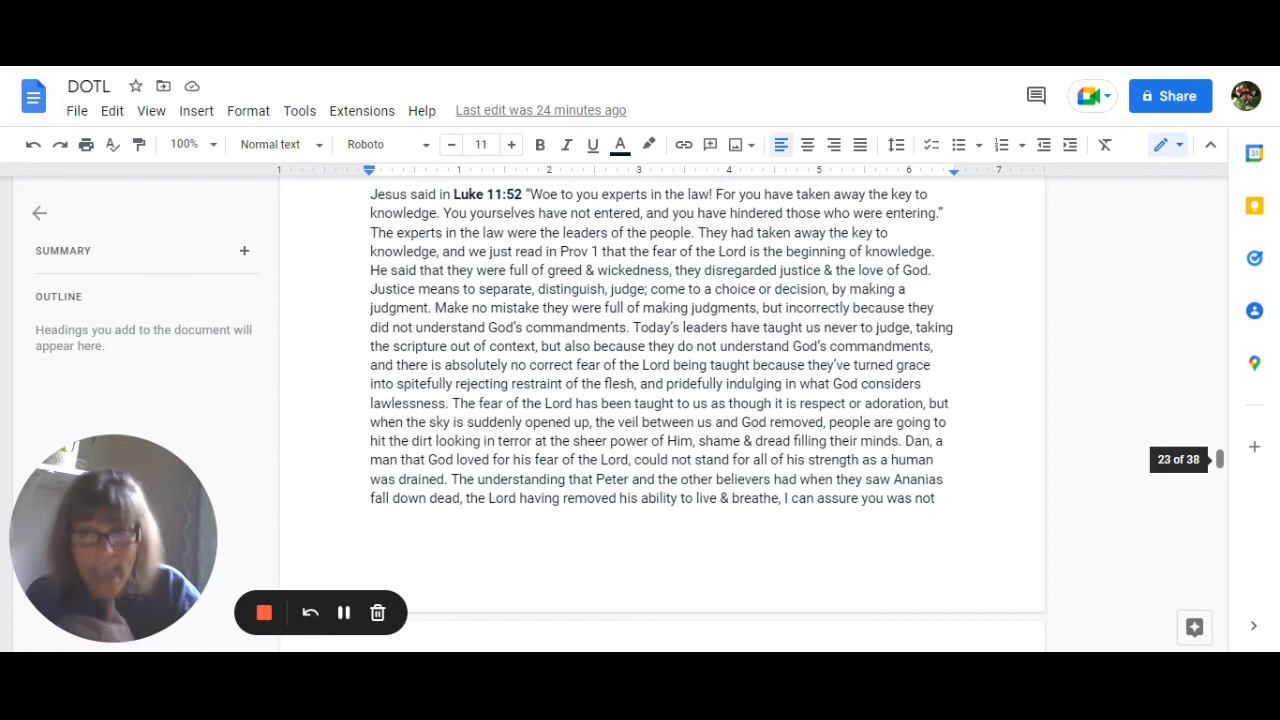 DOTL
File Edit View Insert Format Tools Extensions Help Last edit was 24 minutes ago
Share
100% Normal text Roboto 11
1 1 2 3 4 5 6 7
31
SUMMARY
OUTLINE
Headings you add to the document will
appear here.
Jesus said in Luke 11:52 “Woe to you experts in the law! For you have taken away the key to
knowledge. You yourselves have not entered, and you have hindered those who were entering.”
The experts in the law were the leaders of the people. They had taken away the key to
knowledge, and we just read in Prov 1 that the fear of the Lord is the beginning of knowledge.
He said that they were full of greed & wickedness, they disregarded justice & the love of God.
Justice means to separate, distinguish, judge; come to a choice or decision, by making a
judgment. Make no mistake they were full of making judgments, but incorrectly because they
did not understand God’s commandments. Today’s leaders have taught us never to judge, taking
the scripture out of context, but also because they do not understand God’s commandments,
and there is absolutely no correct fear of the Lord being taught because they’ve turned grace
into spitefully rejecting restraint of the flesh, and pridefully indulging in what God considers
lawlessness. The fear of the Lord has been taught to us as though it is respect or adoration, but
when the sky is suddenly opened up, the veil between us and God removed, people are going to
hit the dirt looking in terror at the sheer power of Him, shame & dread filling their minds. Dan, a
man that God loved for his fear of the Lord, could not stand for all of his strength as a human
was drained. The understanding that Peter and the other believers had when they saw Ananias
fall down dead, the Lord having removed his ability to live & breathe, I can assure you was not
23 of 38